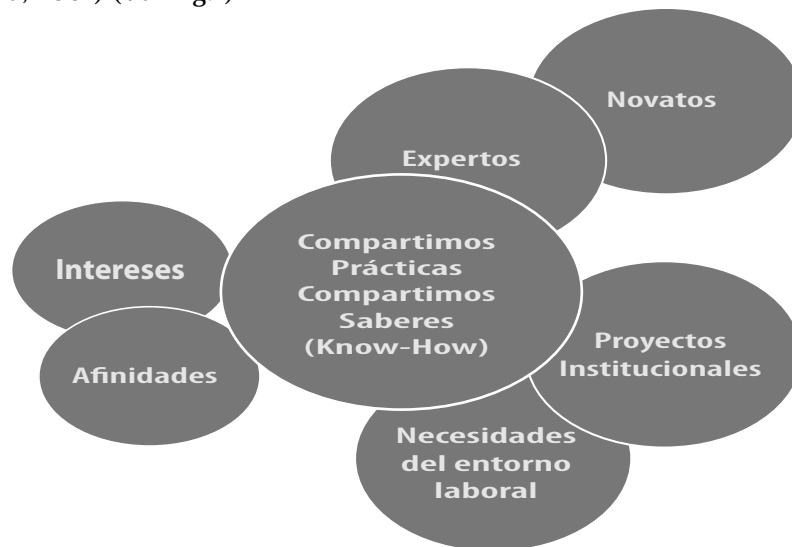 Novatos
Expertos
Compartimos
Prácticas
Compartimos
Saberes
(Know-How)
Intereses
Afinidades
Proyectos
Institucionales
Necesidades
del entorno
laboral